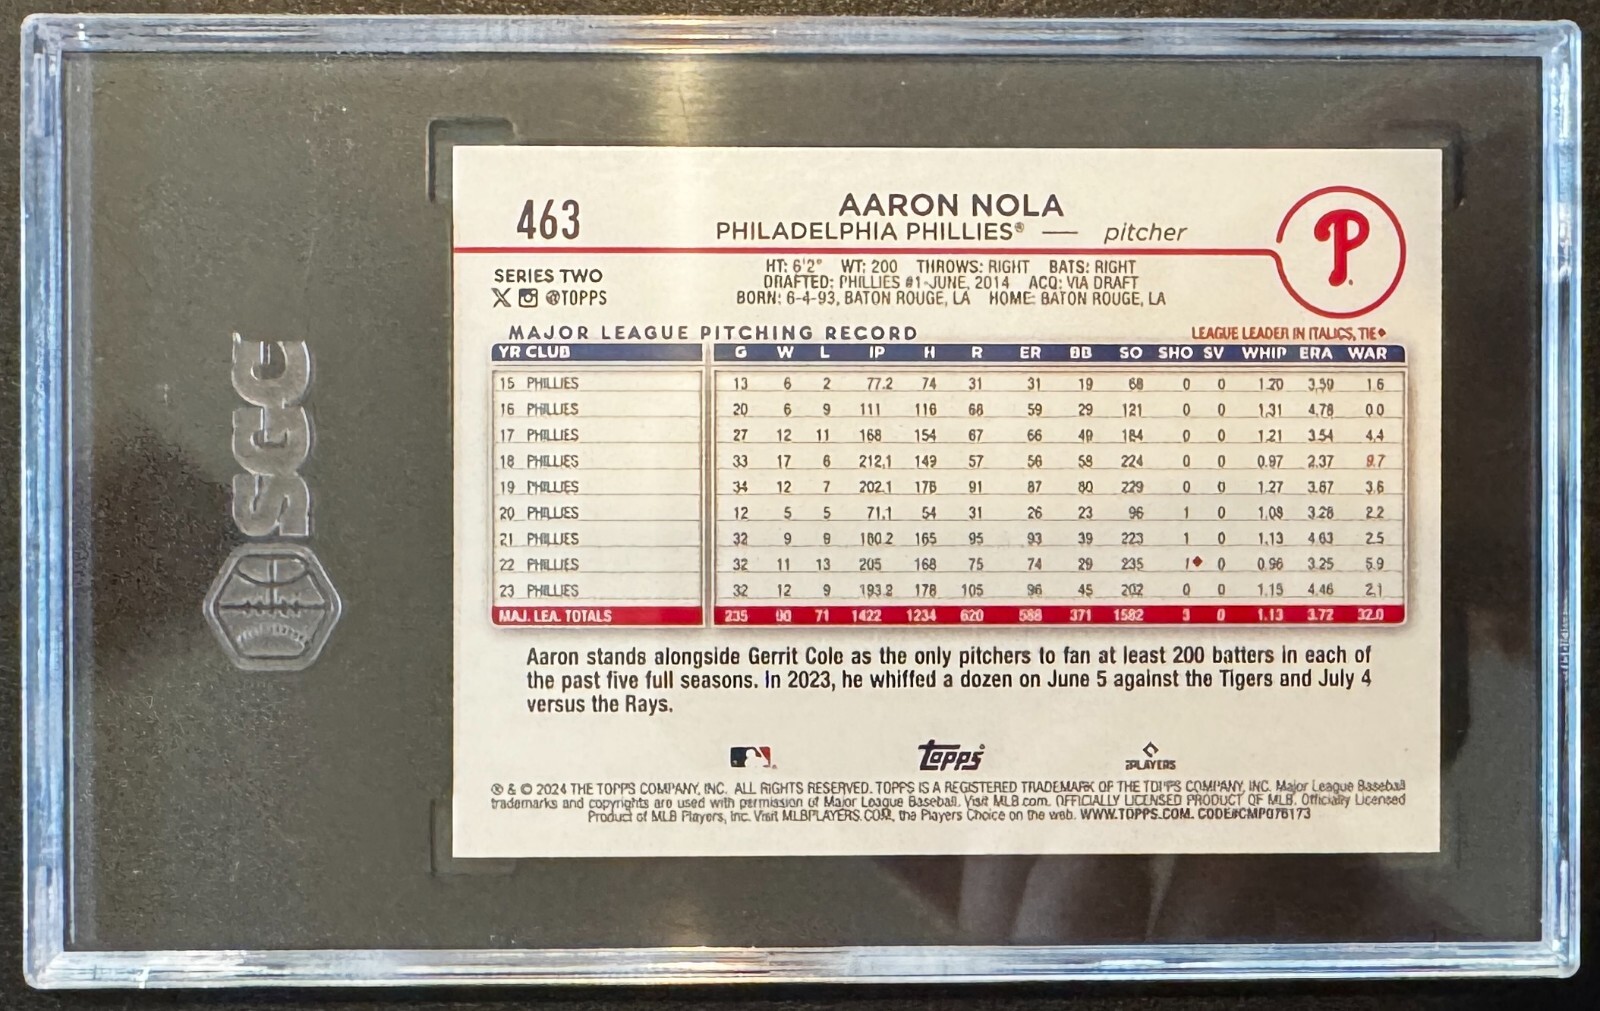 SGC
463
AARON NOLA
PHILADELPHIA PHILLIES® — pitcher
P
SERIES TWO
@TOPPS
HT: 6'2" WT: 200 THROWS: RIGHT BATS: RIGHT
DRAFTED: PHILLIES #1-JUNE, 2014 ACQ: VIA DRAFT
BORN: 6-4-93, BATON ROUGE, LA HOME: BATON ROUGE, LA
MAJOR LEAGUE PITCHING RECORD LEAGUE LEADER IN ITALICS, TIE♦
YR CLUB G W L IP H R ER BB SO SHO SV WHIP ERA WAR
15 PHILLIES 13 6 2 77.2 74 31 31 19 68 0 0 1.20 3.59 1.6
16 PHILLIES 20 6 9 111 116 68 59 29 121 0 0 1.31 4.78 0.0
17 PHILLIES 27 12 11 168 154 67 66 49 184 0 0 1.21 3.54 4.4
18 PHILLIES 33 17 6 212.1 149 57 56 58 224 0 0 0.97 2.37 9.7
19 PHILLIES 34 12 7 202.1 176 91 87 80 229 0 0 1.27 3.87 3.6
20 PHILLIES 12 5 5 71.1 54 31 26 23 96 1 0 1.08 3.28 2.2
21 PHILLIES 32 9 9 180.2 165 95 93 39 223 1 0 1.13 4.63 2.5
22 PHILLIES 32 11 13 205 168 75 74 29 235 1♦ 0 0.96 3.25 5.9
23 PHILLIES 32 12 9 193.2 178 105 96 45 202 0 0 1.15 4.46 2.1
MAJ. LEA. TOTALS 235 90 71 1422 1234 620 588 371 1582 3 0 1.13 3.72 32.0
Aaron stands alongside Gerrit Cole as the only pitchers to fan at least 200 batters in each of
the past five full seasons. In 2023, he whiffed a dozen on June 5 against the Tigers and July 4
versus the Rays.
Topps PLAYERS
® & © 2024 THE TOPPS COMPANY, INC. ALL RIGHTS RESERVED. TOPPS IS A REGISTERED TRADEMARK OF THE TOPPS COMPANY, INC. Major League Baseball
trademarks and copyrights are used with permission of Major League Baseball. Visit MLB.com. OFFICIALLY LICENSED PRODUCT OF MLB. Officially Licensed
Product of MLB Players, Inc. Visit MLBPLAYERS.COM, the Players Choice on the web. WWW.TOPPS.COM. CODE#CMP076173